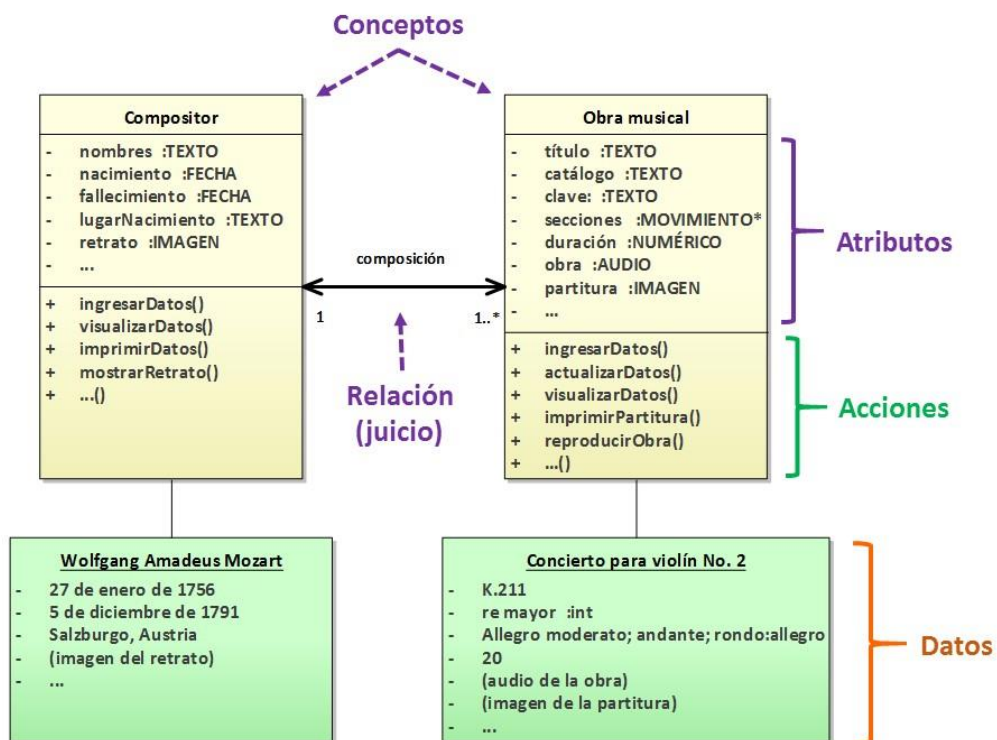 Conceptos
Compositor
- nombres :TEXTO
- nacimiento :FECHA
- fallecimiento :FECHA
- lugarNacimiento :TEXTO
- retrato :IMAGEN
- ...
+ ingresarDatos()
+ visualizarDatos()
+ imprimirDatos()
+ mostrarRetrato()
+ ...()
composición
1
1..*
Relación
(juicio)
Obra musical
- título :TEXTO
- catálogo :TEXTO
- clave: :TEXTO
- secciones :MOVIMIENTO*
- duración :NUMÉRICO
- obra :AUDIO
- partitura :IMAGEN
- ...
+ ingresarDatos()
+ actualizarDatos()
+ visualizarDatos()
+ imprimirPartitura()
+ reproducirObra()
+ ...()
Atributos
Acciones
Wolfgang Amadeus Mozart
- 27 de enero de 1756
- 5 de diciembre de 1791
- Salzburgo, Austria
- (imagen del retrato)
- ...
Concierto para violín No. 2
- K.211
- re mayor :int
- Allegro moderato; andante; rondo:allegro
- 20
- (audio de la obra)
- (imagen de la partitura)
- ...
Datos